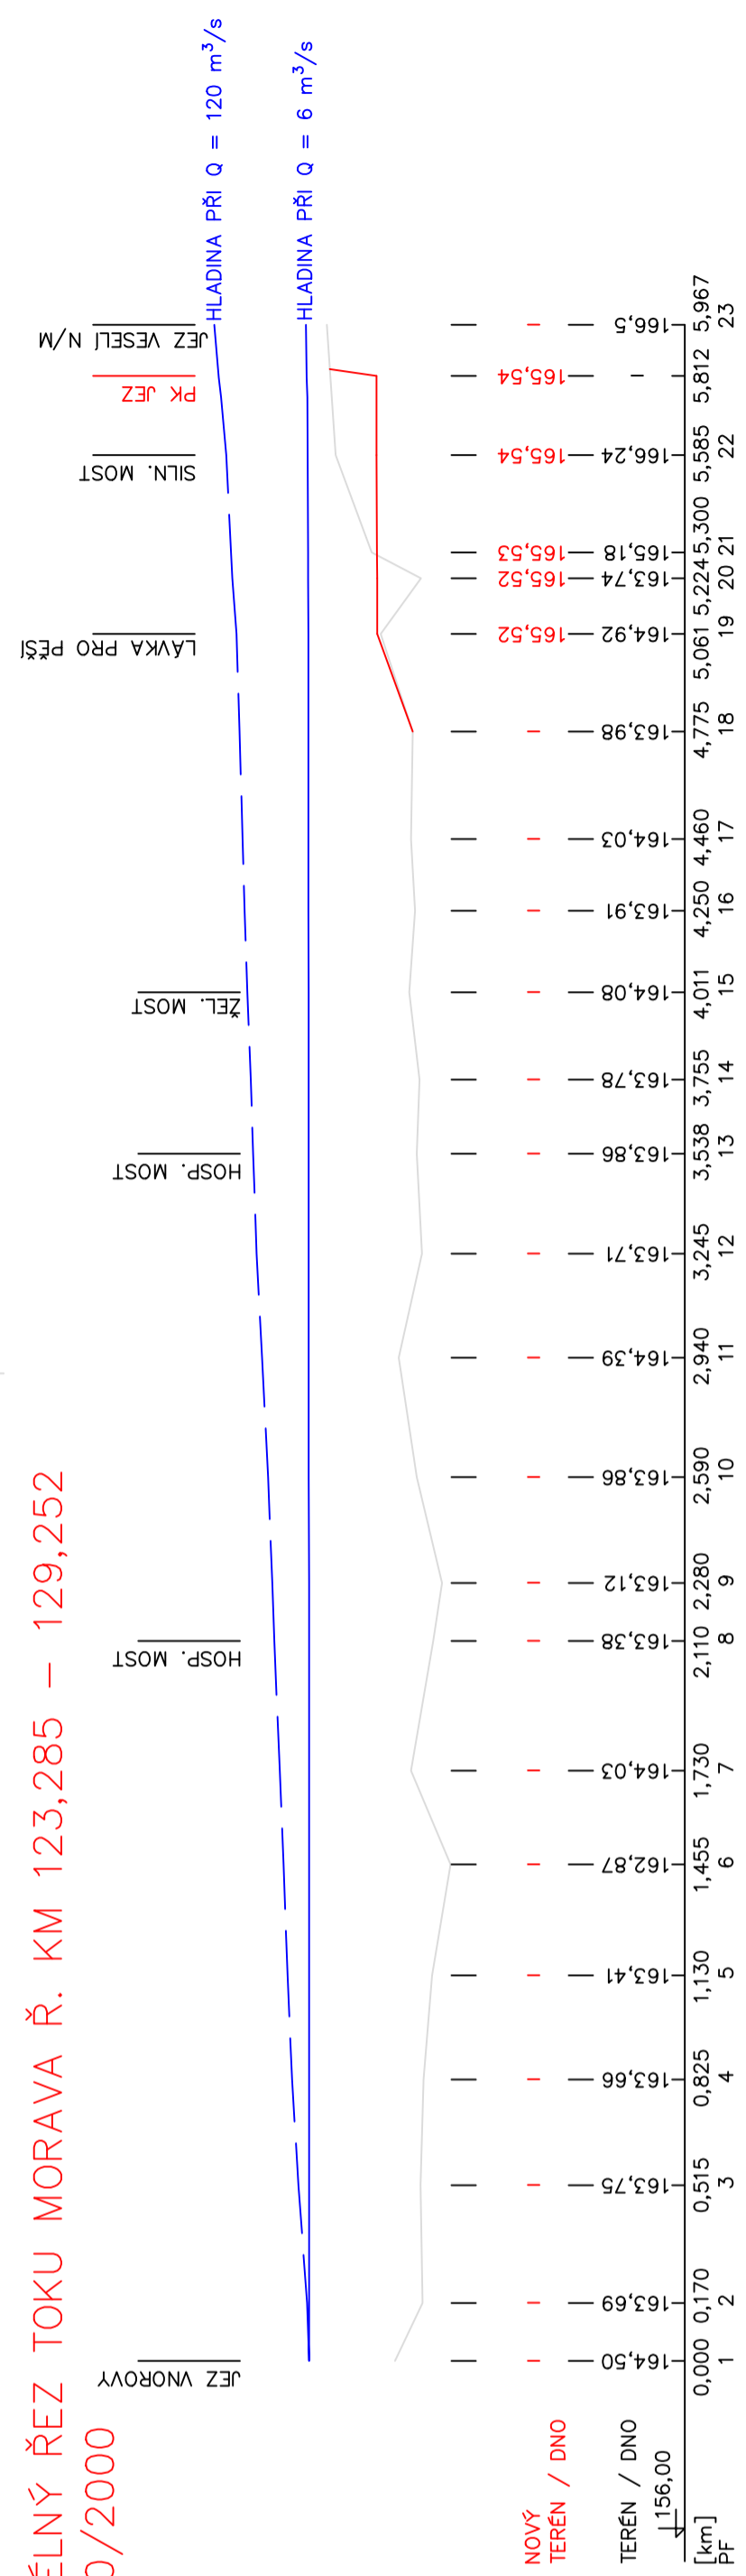 ÉLNÝ ŘEZ TOKU MORAVA Ř. KM 123,285 – 129,252
0/2000
JEZ VNOROVY
HOSP. MOST
HOSP. MOST
ŽEL. MOST
LÁVKA PRO PĚŠÍ
SILN. MOST
PK JEZ
JEZ VESELÍ N/M
HLADINA PŘI Q = 120 m³/s
HLADINA PŘI Q = 6 m³/s
NOVÝ
TERÉN / DNO
– – – – – – – – – – – – – – – – – – 165,52 165,52 165,53 165,54 165,54 –
TERÉN / DNO
164,50 163,69 163,75 163,66 163,41 162,87 164,03 163,38 163,12 163,86 164,39 163,71 163,86 163,78 164,08 163,91 164,03 163,98 164,92 163,74 165,18 166,24 – 166,5
156,00
[km] 0,000 0,170 0,515 0,825 1,130 1,455 1,730 2,110 2,280 2,590 2,940 3,245 3,538 3,755 4,011 4,250 4,460 4,775 5,061 5,224 5,300 5,585 5,812 5,967
PF 1 2 3 4 5 6 7 8 9 10 11 12 13 14 15 16 17 18 19 20 21 22 23